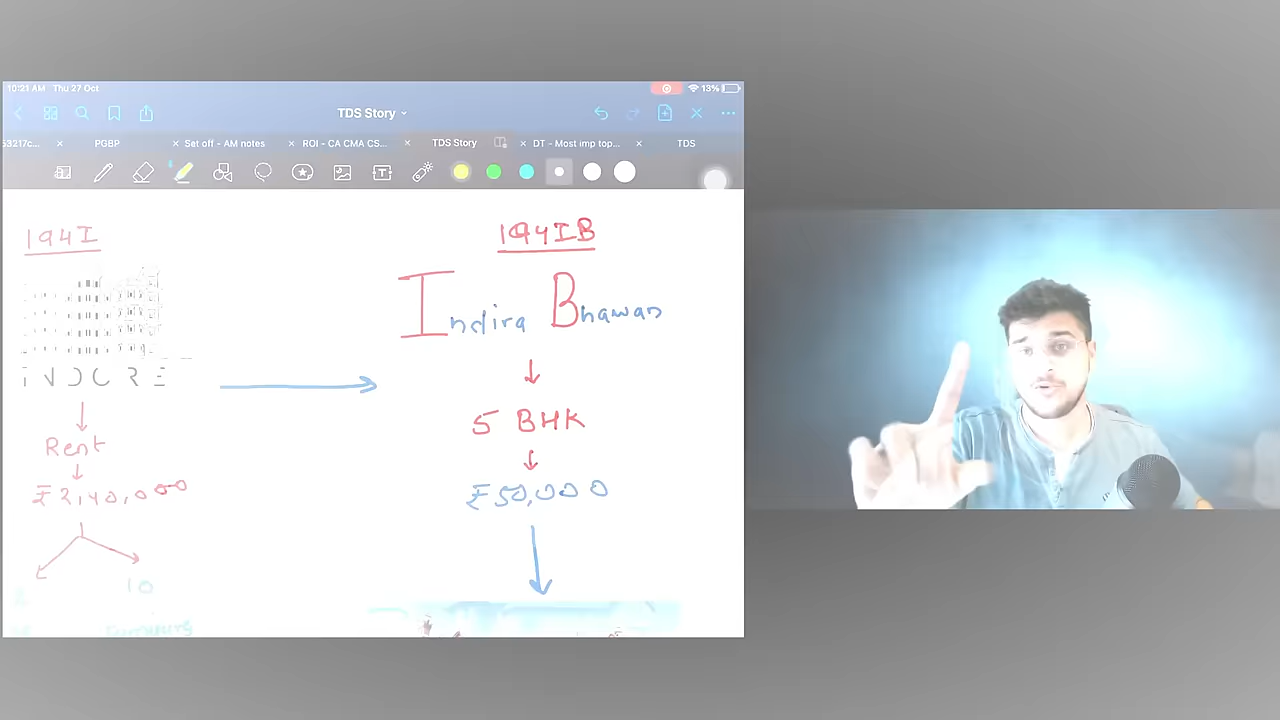 10:21 AM Thu 27 Oct
13%
TDS Story
53217c...
PGBP
Set off - AM notes
ROI - CA CMA CS...
TDS Story
DT - Most imp top...
TDS
194I
INDORE
Rent
₹2,40,000
10
194IB
Indira Bhawan
5 BHK
₹50,000